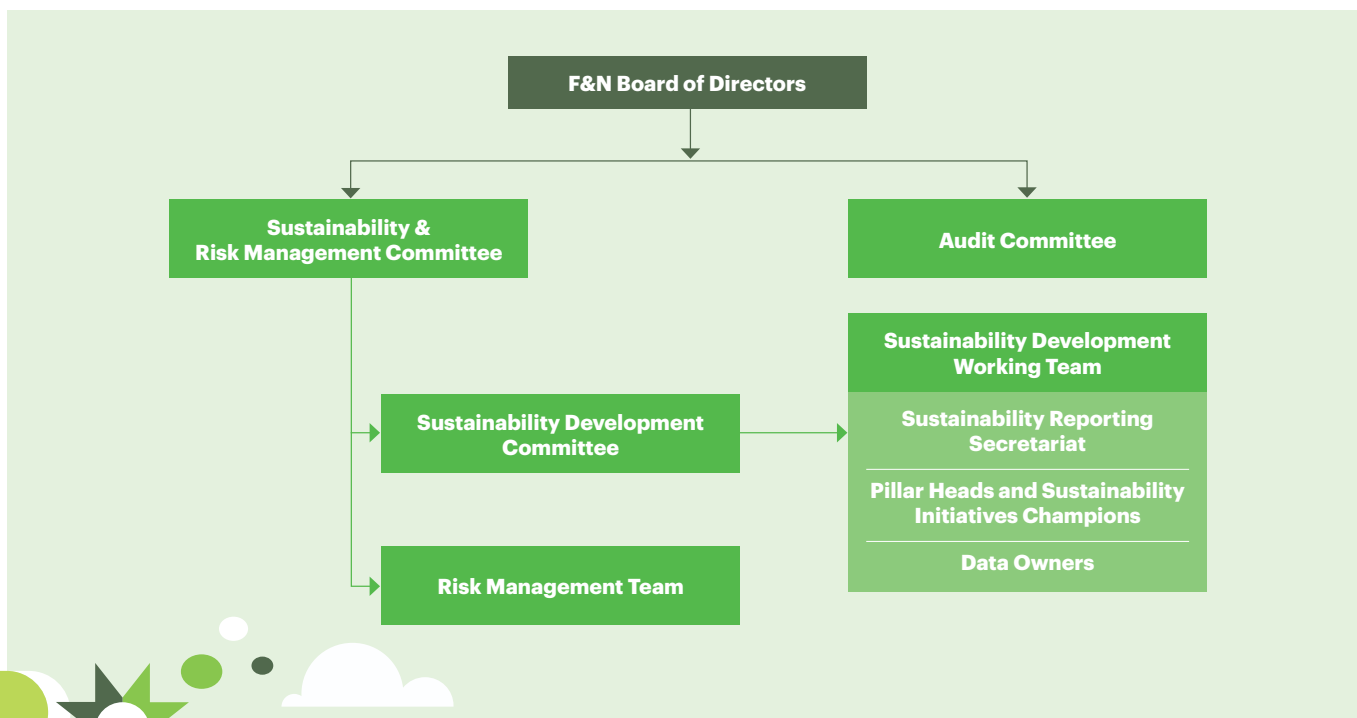 F&N Board of Directors
Sustainability &
Risk Management Committee
Audit Committee
Sustainability Development
Working Team
Sustainability Development
Committee
Sustainability Reporting
Secretariat
Pillar Heads and Sustainability
Initiatives Champions
Data Owners
Risk Management Team